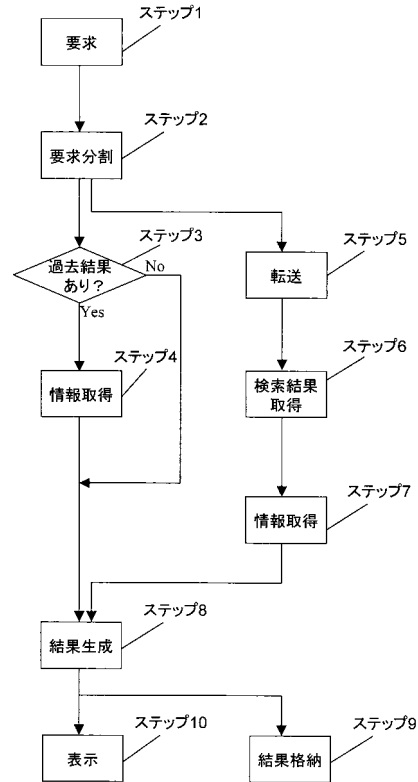 ステップ1
要求
ステップ2
要求分割
ステップ3
過去結果
あり?
No
Yes
ステップ5
転送
ステップ4
情報取得
ステップ6
検索結果
取得
ステップ7
情報取得
ステップ8
結果生成
ステップ10
表示
ステップ9
結果格納